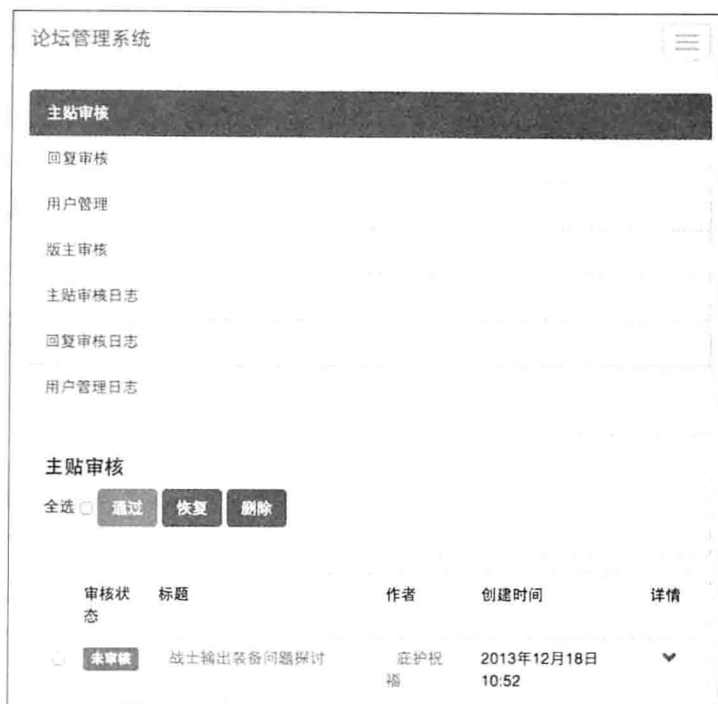 论坛管理系统
主贴审核
回复审核
用户管理
版主审核
主贴审核日志
回复审核日志
用户管理日志
主贴审核
全选 通过 恢复 删除
审核状态 标题 作者 创建时间 详情
未审核 战士输出装备问题探讨 庇护祝福 2013年12月18日 10:52